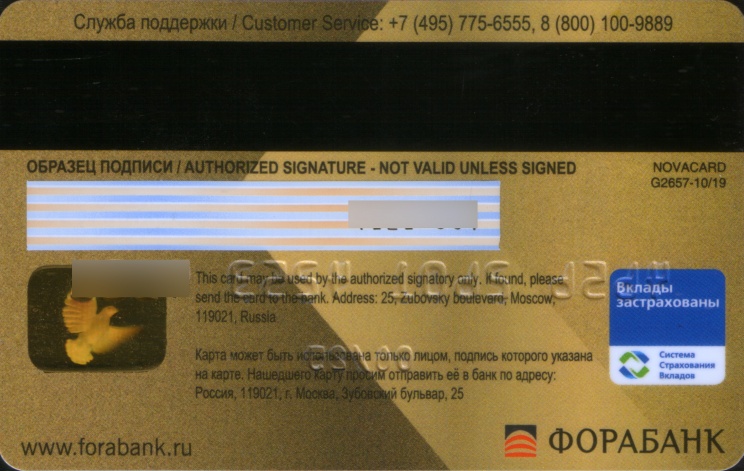 Служба поддержки / Customer Service: +7 (495) 775-6555, 8 (800) 100-9889
ОБРАЗЕЦ ПОДПИСИ / AUTHORIZED SIGNATURE - NOT VALID UNLESS SIGNED
NOVACARD
G2657-10/19
This card may be used by the authorized signatory only. If found, please
send the card to the bank. Address: 25, Zubovsky boulevard, Moscow,
119021, Russia
Карта может быть использована только лицом, подпись которого указана
на карте. Нашедшего карту просим отправить её в банк по адресу:
Россия, 119021, г. Москва, Зубовский бульвар, 25
Вклады
застрахованы
Система
Страхования
Вкладов
www.forabank.ru
ФОРАБАНК